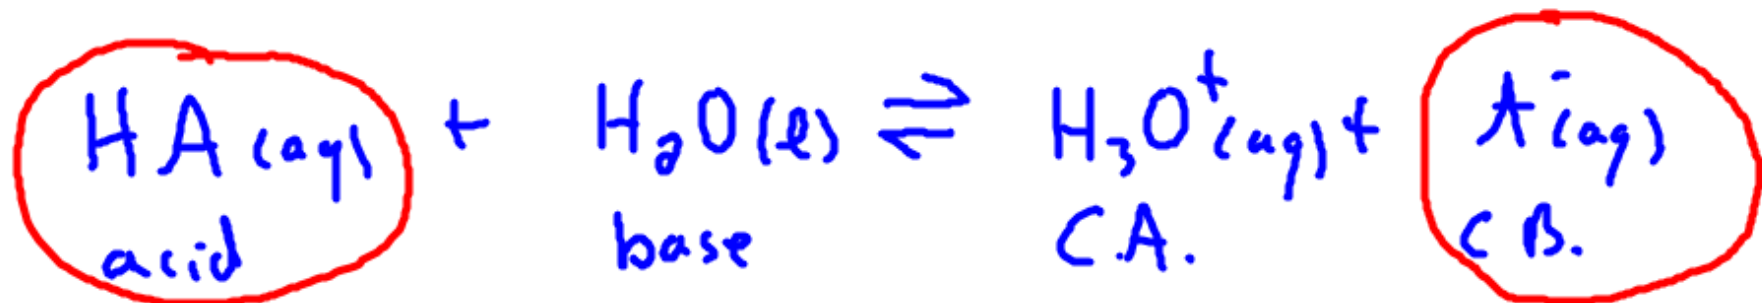 HA(aq) + H₂O(l) ⇌ H₃O⁺(aq) + A⁻(aq)
acid base C.A. C B.